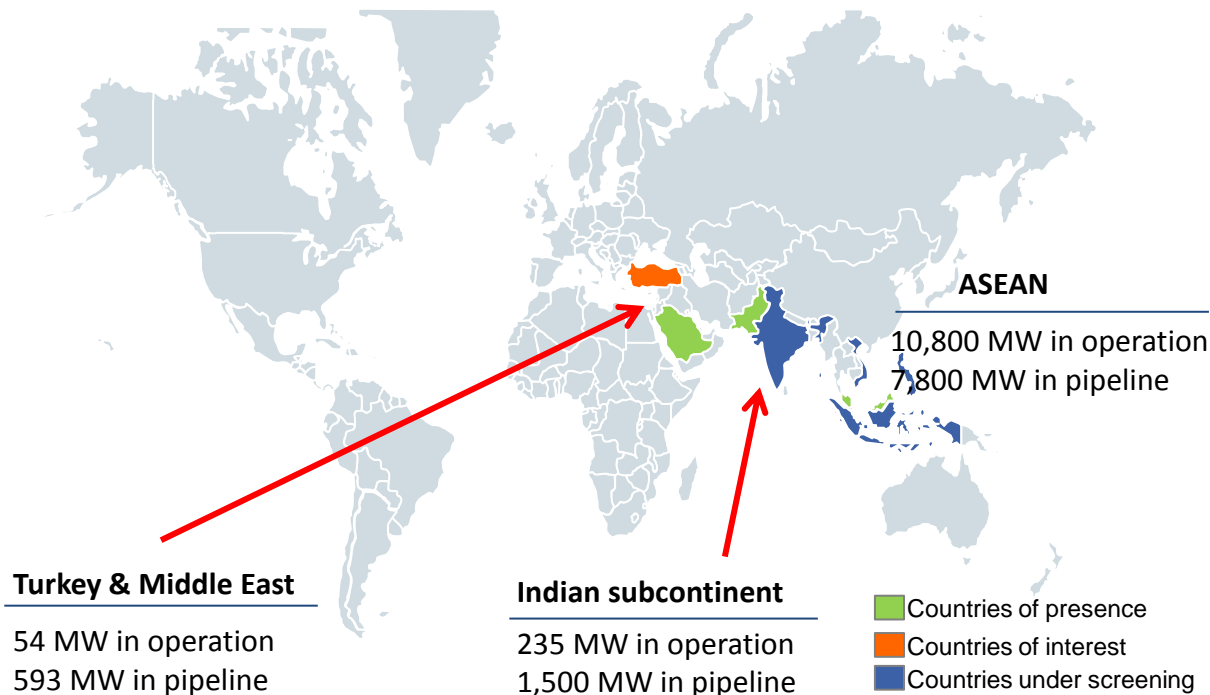 ASEAN
10,800 MW in operation
7,800 MW in pipeline
Turkey & Middle East
54 MW in operation
593 MW in pipeline
Indian subcontinent
235 MW in operation
1,500 MW in pipeline
Countries of presence
Countries of interest
Countries under screening